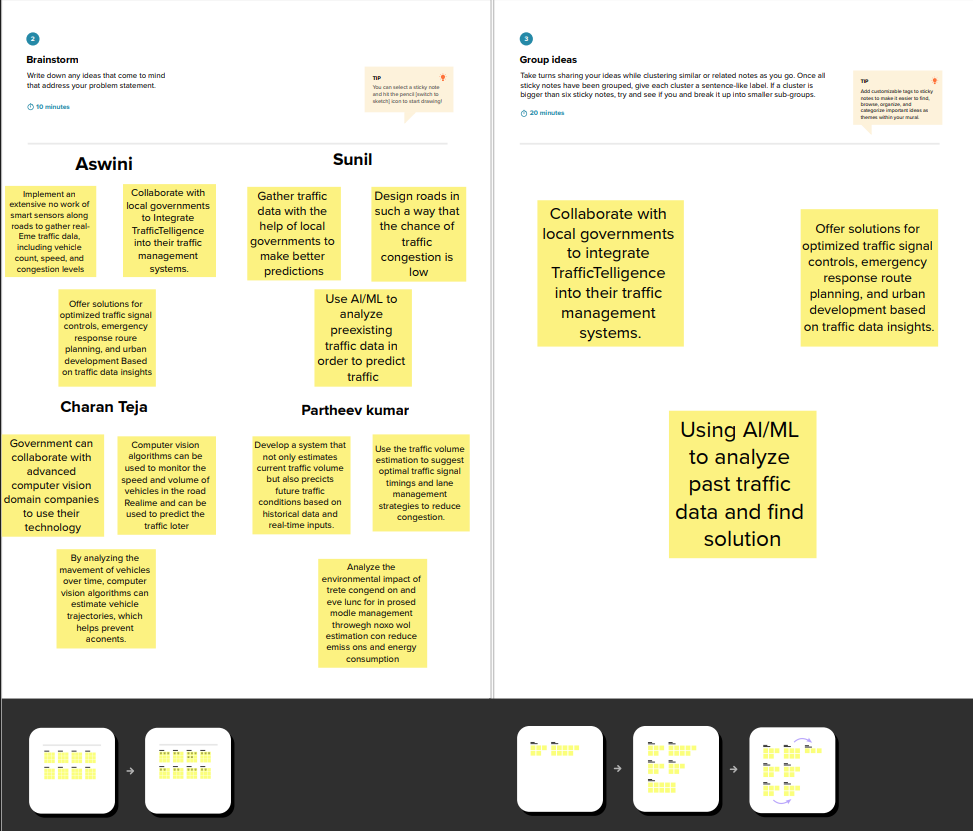 2
Brainstorm
Write down any ideas that come to mind
that address your problem statement.
10 minutes
TIP
You can select a sticky note
and hit the pencil [switch to
sketch] icon to start drawing!
Aswini
Implement an
extensive no work of
smart sensors along
roads to gather real-
Eme traffic dala,
including vehicle
count, speed, and
congestion levels
Collaborate with
local governments
to Integrate
TrafficTelligence
into their traffic
management
systems.
Offer solutions for
optimized traffic signal
controls, emergency
response roure
planning, and urban
development Based
on traffic data insights
Sunil
Gather traffic
data with the
help of local
governments to
make better
predictions
Design roads in
such a way that
the chance of
traffic
congestion is
low
Use AI/ML to
analyze
preexisting
traffic data in
order to predict
traffic
Charan Teja
Government can
collaborate with
advanced
computer vision
domain companies
to use their
technology
Computer vision
algorithms can be
used to monitor the
speed and volume of
vehicles in the road
Realime and can be
used to predict the
traffic loter
By analyzing the
mavement of vehicles
over time, computer
vision algorithms can
estimate vehicle
trajectories, which
helps prevent
aconents.
Partheev kumar
Develop a system that
not only estimates
current traffic volume
but also precicts
future traffic
conditions based on
historical data and
real-time inputs.
Use the traffic volume
estimation to suggest
optimal traffic signal
timings and lane
management
strategies to reduce
congestion.
Analyze the
environmental impact of
trete congend on and
eve lunc for in prosed
modle management
throwegh noxo wol
estimation con reduce
emiss ons and energy
consumption
3
Group ideas
Take turns sharing your ideas while clustering similar or related notes as you go. Once all
sticky notes have been grouped, give each cluster a sentence-like label. If a cluster is
bigger than six sticky notes, try and see if you and break it up into smaller sub-groups.
20 minutes
TIP
Add customizable tags to sticky
notes to make it easier to find,
browse, organize, and
categorize important ideas as
themes within your mural.
Collaborate with
local governments
to integrate
TrafficTelligence
into their traffic
management
systems.
Offer solutions for
optimized traffic signal
controls, emergency
response route
planning, and urban
development based
on traffic data insights.
Using AI/ML
to analyze
past traffic
data and find
solution